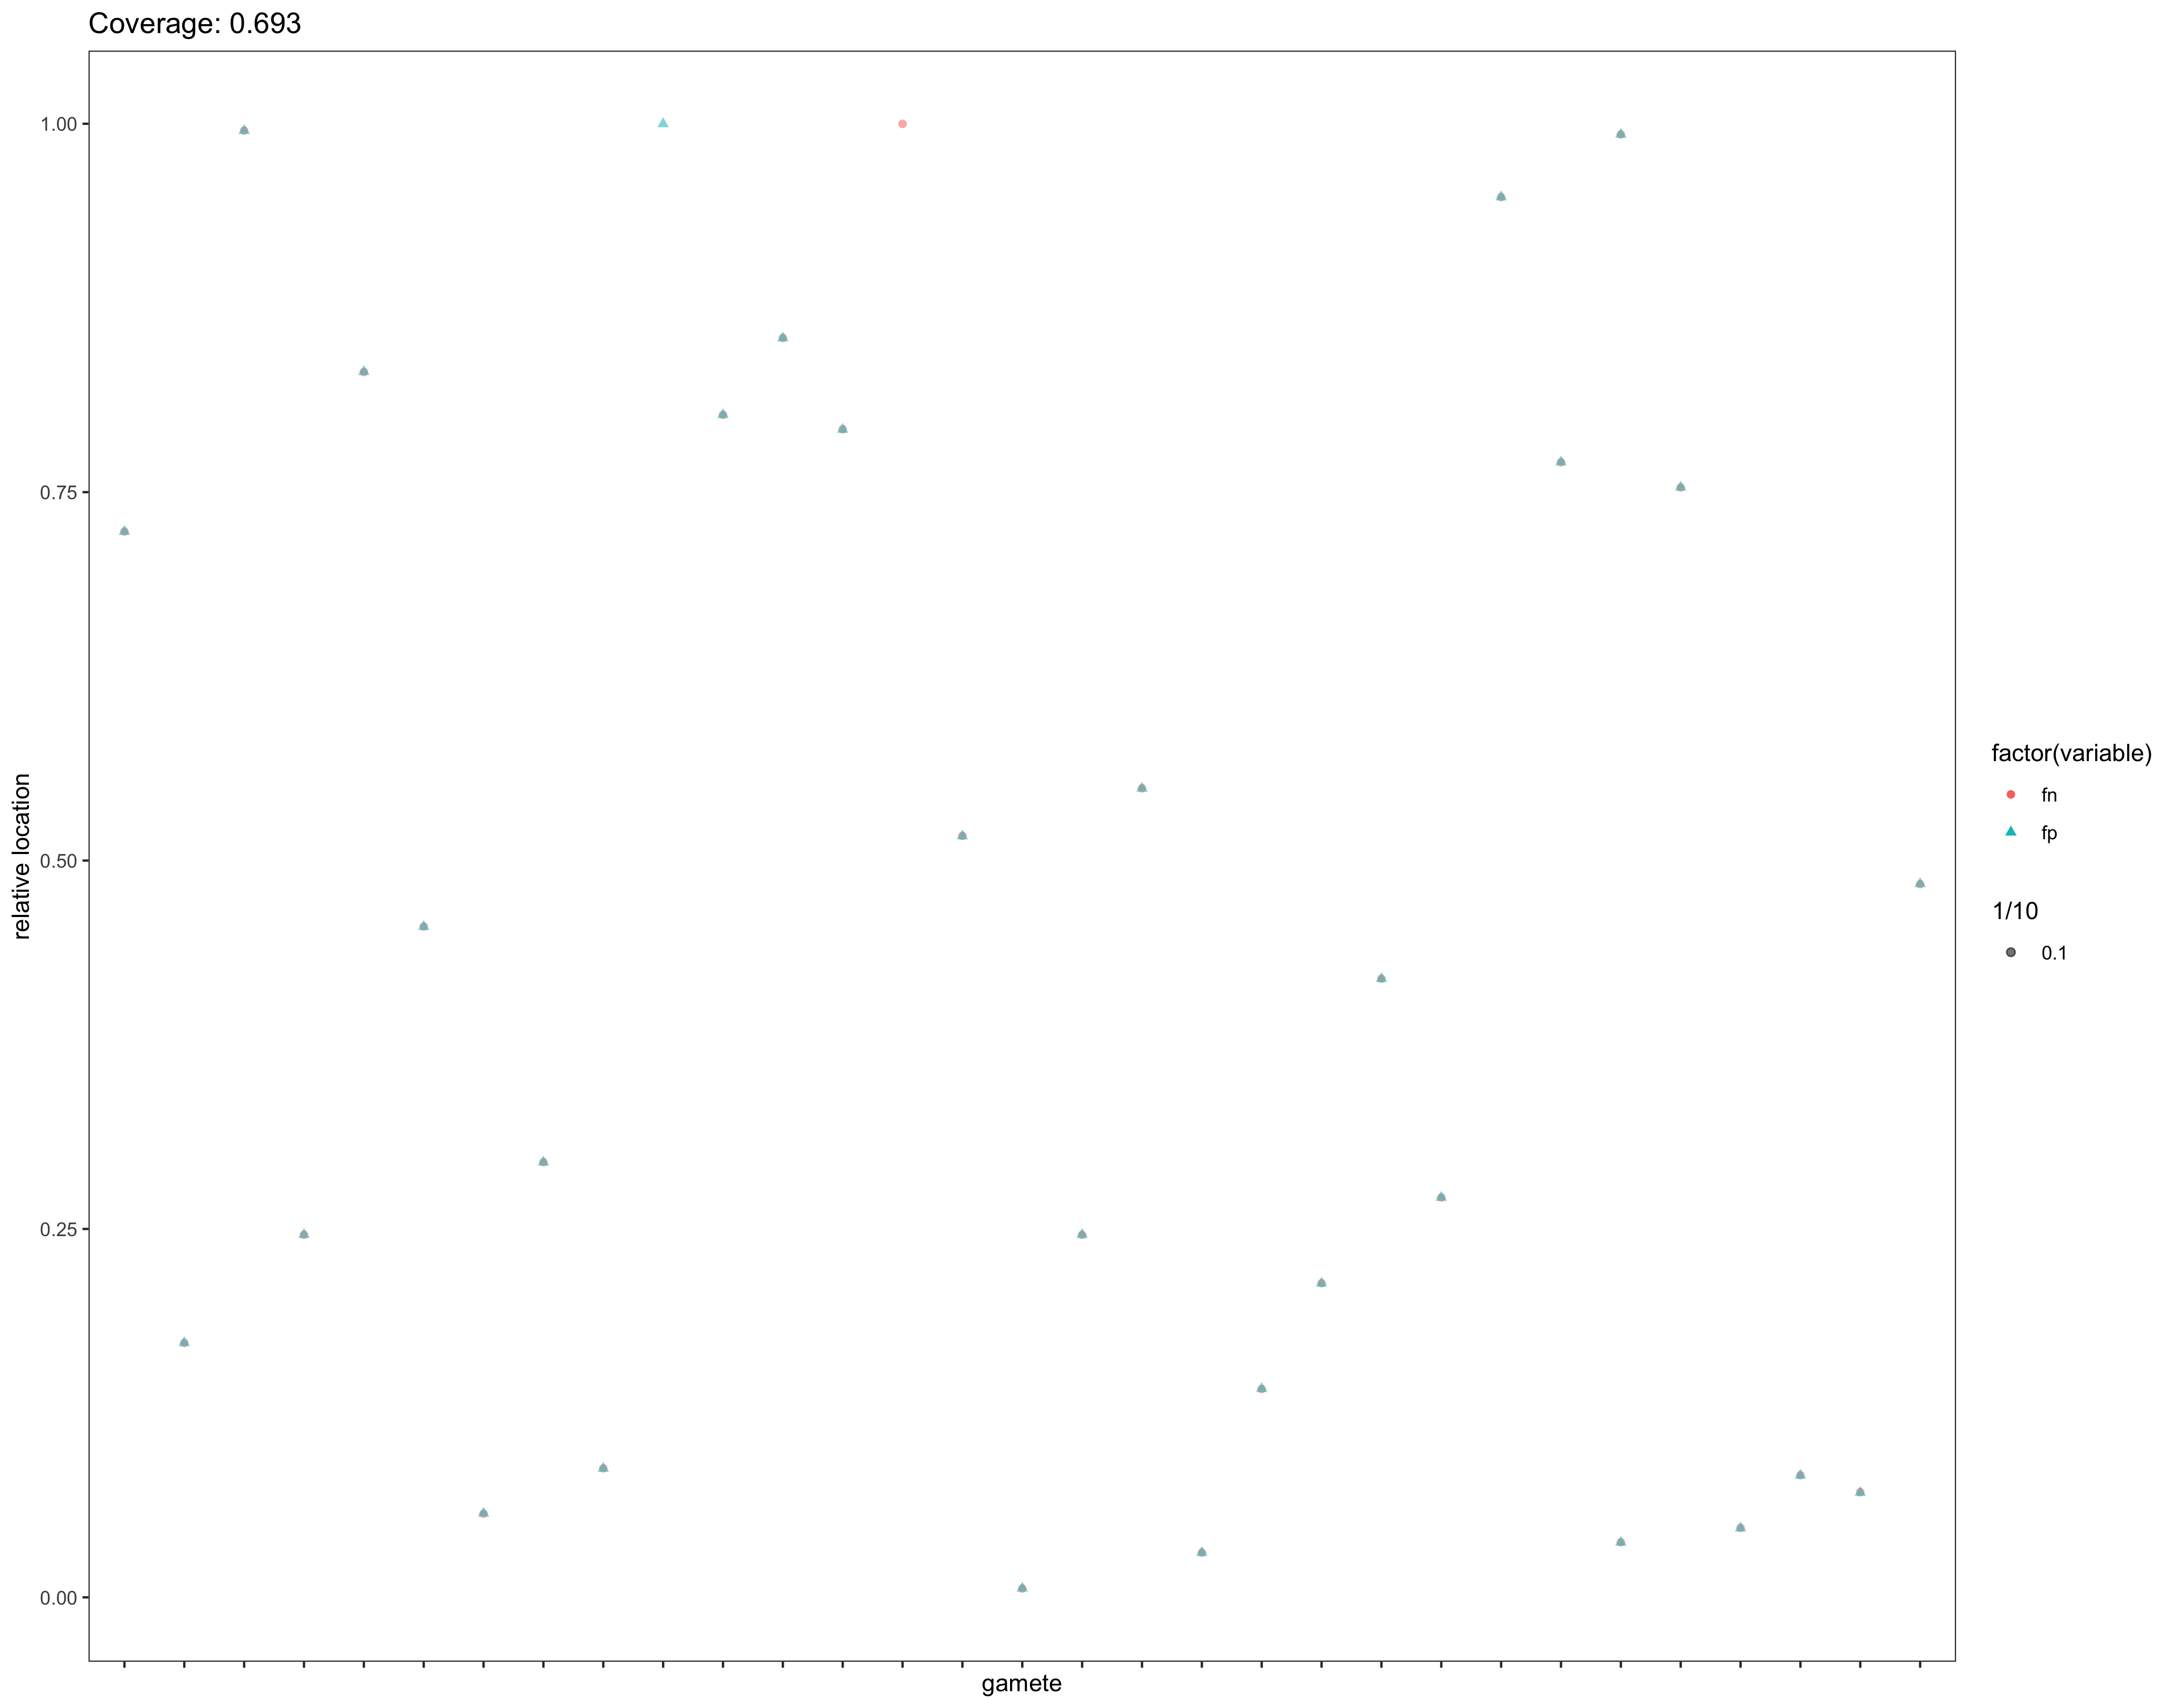 Coverage: 0.693
1.00
0.75
0.50
0.25
0.00
relative location
gamete
factor(variable)
fn
fp
1/10
0.1